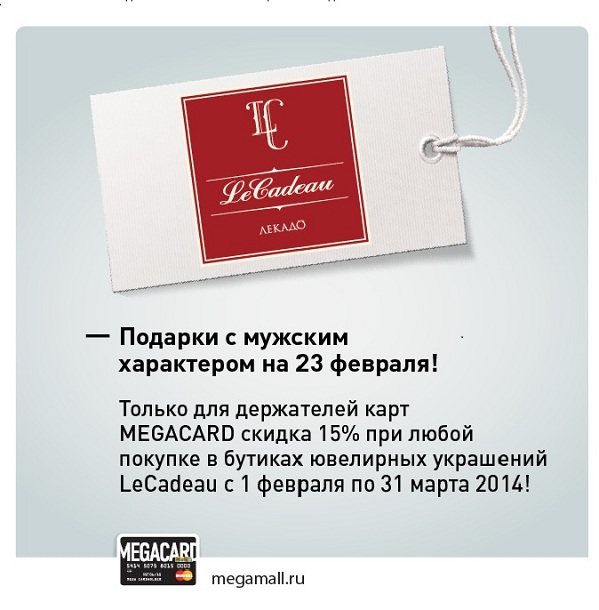 LC
LeCadeau
ЛЕКАДО
— Подарки с мужским
характером на 23 февраля!
Только для держателей карт
MEGACARD скидка 15% при любой
покупке в бутиках ювелирных украшений
LeCadeau с 1 февраля по 31 марта 2014!
MEGACARD
megamall.ru